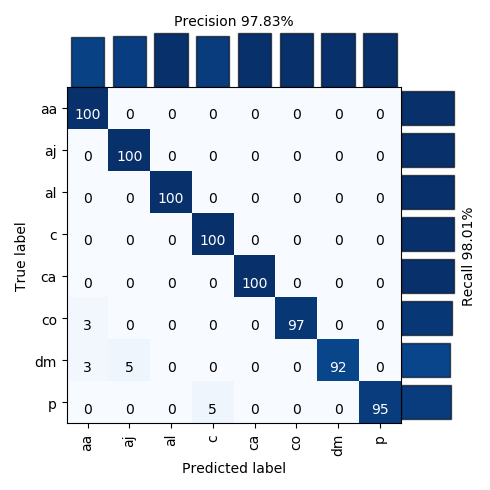 Precision 97.83%
aa 100 0 0 0 0 0 0 0
aj 0 100 0 0 0 0 0 0
al 0 0 100 0 0 0 0 0
c 0 0 0 100 0 0 0 0
ca 0 0 0 0 100 0 0 0
co 3 0 0 0 0 97 0 0
dm 3 5 0 0 0 0 92 0
p 0 0 0 5 0 0 0 95
aa aj al c ca co dm p
Predicted label
True label
Recall 98.01%